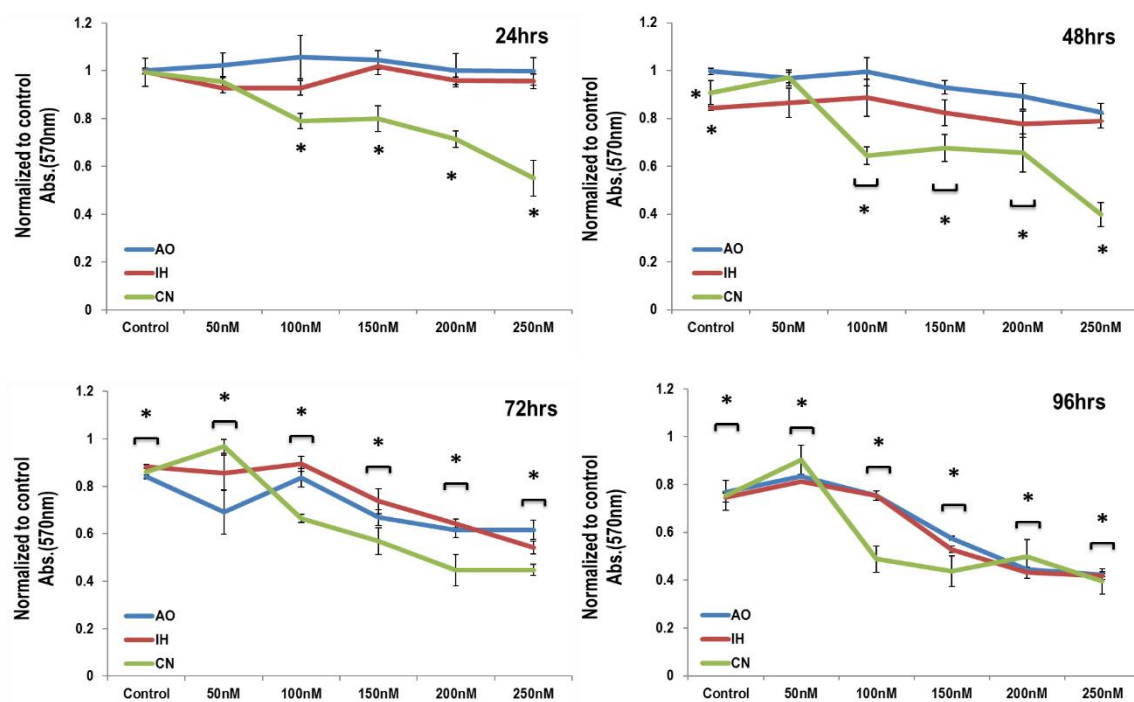 24hrs
Normalized to control
Abs.(570nm)
1.2
1
0.8
0.6
0.4
0.2
0
*
*
*
*
AO
IH
CN
Control 50nM 100nM 150nM 200nM 250nM
48hrs
Normalized to control
Abs.(570nm)
1.2
1
0.8
0.6
0.4
0.2
0
*
*
*
*
*
*
AO
IH
CN
Control 50nM 100nM 150nM 200nM 250nM
72hrs
Normalized to control
Abs.(570nm)
1.2
1
0.8
0.6
0.4
0.2
0
* * * * * *
AO
IH
CN
Control 50nM 100nM 150nM 200nM 250nM
96hrs
Normalized to control
Abs.(570nm)
1.2
1
0.8
0.6
0.4
0.2
0
* * * * * *
AO
IH
CN
Control 50nM 100nM 150nM 200nM 250nM